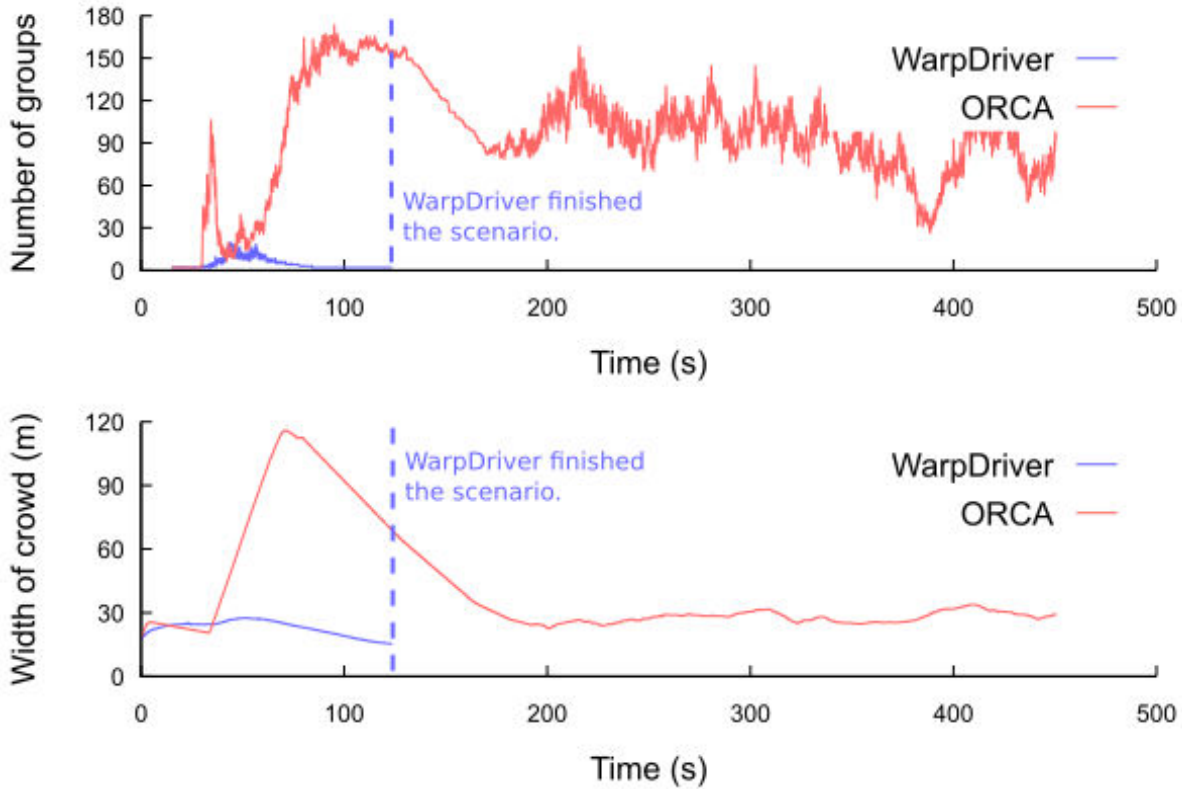 Number of groups
180
150
120
90
60
30
0
WarpDriver
ORCA
WarpDriver finished
the scenario.
0 100 200 300 400 500
Time (s)
Width of crowd (m)
120
90
60
30
0
WarpDriver finished
the scenario.
WarpDriver
ORCA
0 100 200 300 400 500
Time (s)